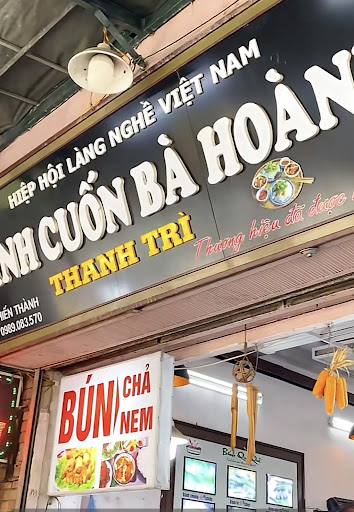 HIỆP HỘI LÀNG NGHỀ VIỆT NAM
NH CUỐN BÀ HOÀN
THANH TRÌ
Thương hiệu đã được
IẾN THÀNH
0989.083.570
BÚN
CHẢ
NEM